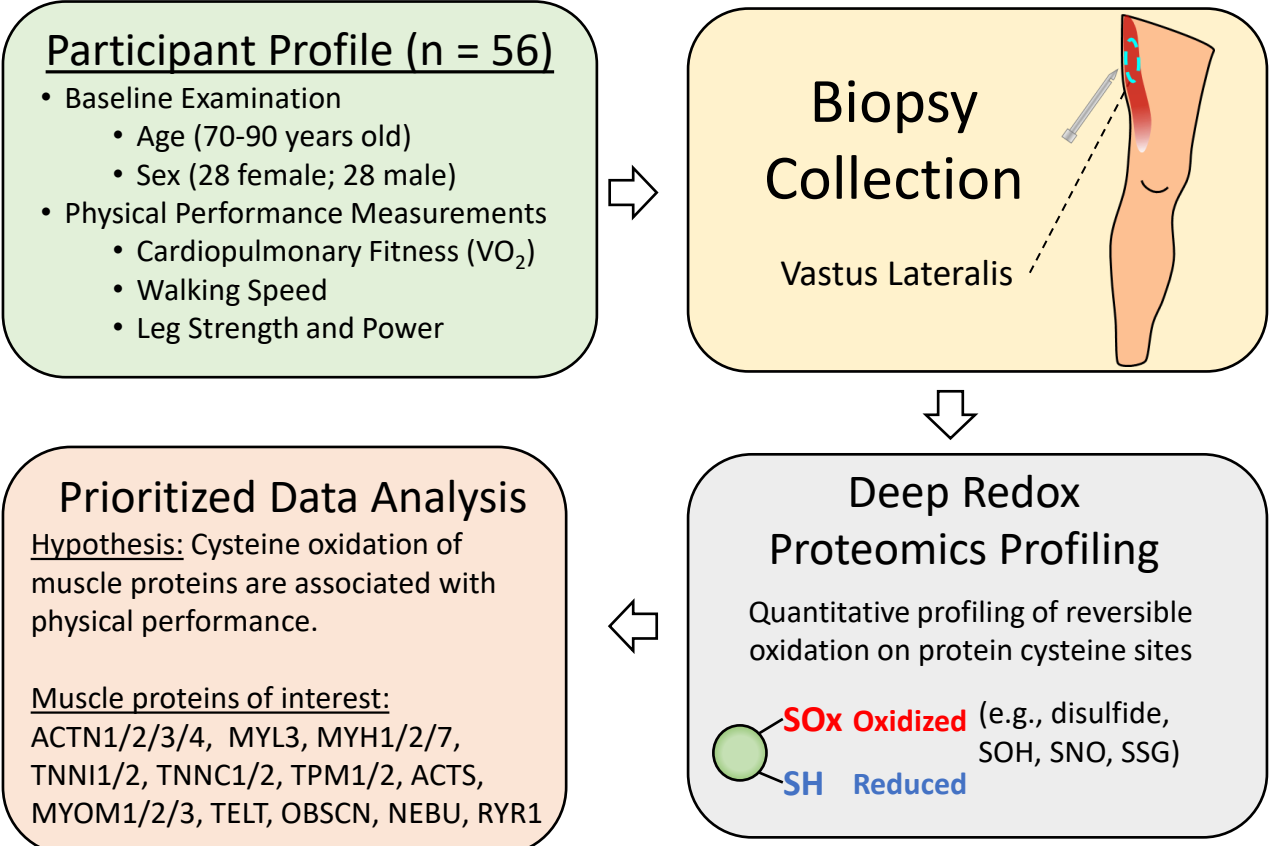 Participant Profile (n = 56)
• Baseline Examination
• Age (70-90 years old)
• Sex (28 female; 28 male)
• Physical Performance Measurements
• Cardiopulmonary Fitness (VO₂)
• Walking Speed
• Leg Strength and Power
Biopsy
Collection
Vastus Lateralis
Deep Redox
Proteomics Profiling
Quantitative profiling of reversible
oxidation on protein cysteine sites
SOx Oxidized (e.g., disulfide,
SOH, SNO, SSG)
SH Reduced
Prioritized Data Analysis
Hypothesis: Cysteine oxidation of
muscle proteins are associated with
physical performance.
Muscle proteins of interest:
ACTN1/2/3/4, MYL3, MYH1/2/7,
TNNI1/2, TNNC1/2, TPM1/2, ACTS,
MYOM1/2/3, TELT, OBSCN, NEBU, RYR1